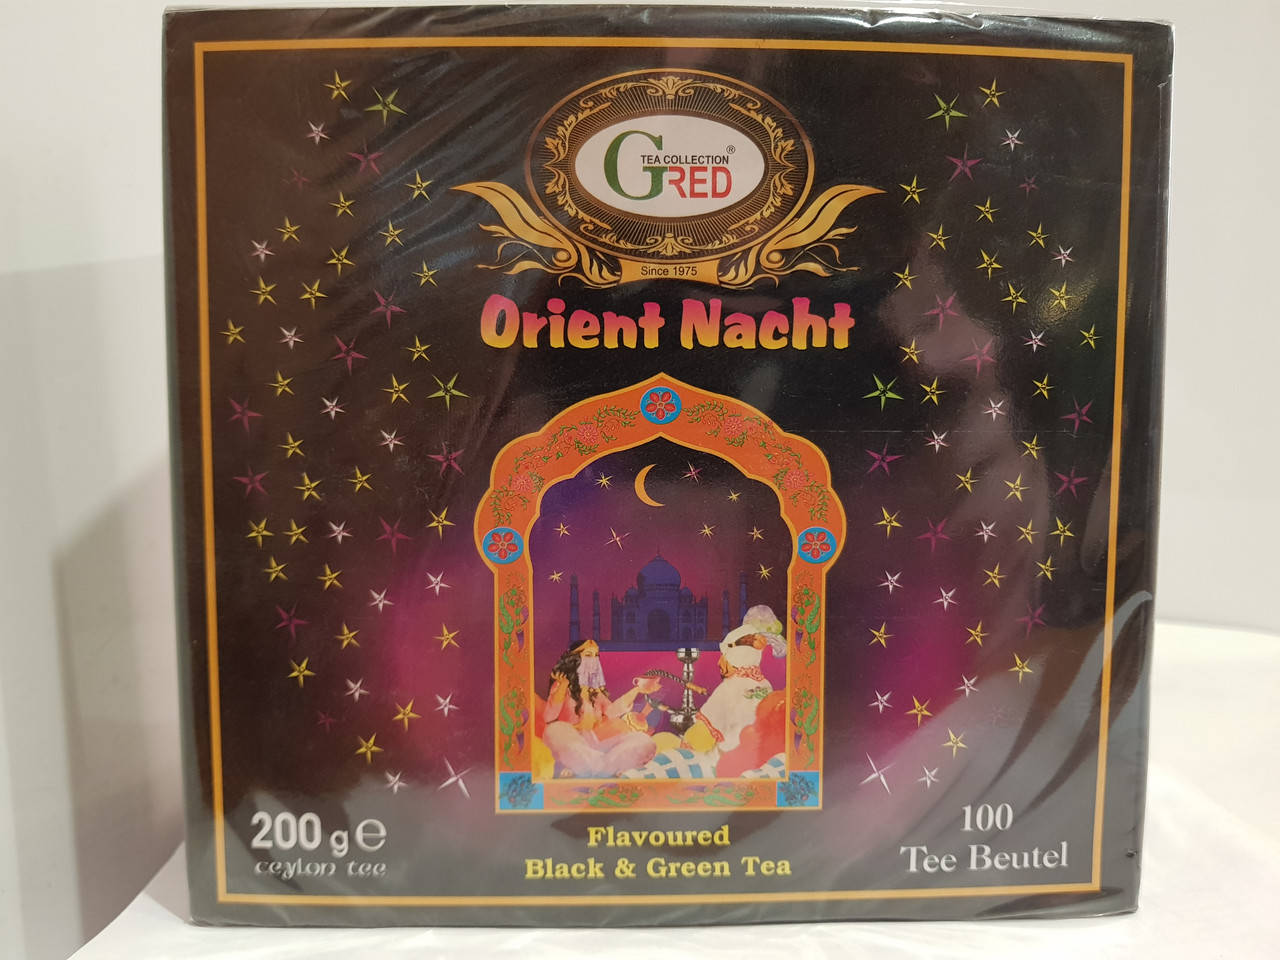 TEA COLLECTION ®
GRED
Since 1975
Orient Nacht
200 g e
ceylon tee
Flavoured
Black & Green Tea
100
Tee Beutel